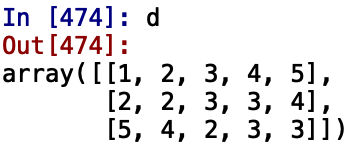 In [474]: d
Out[474]:
array([[1, 2, 3, 4, 5],
       [2, 2, 3, 3, 4],
       [5, 4, 2, 3, 3]])